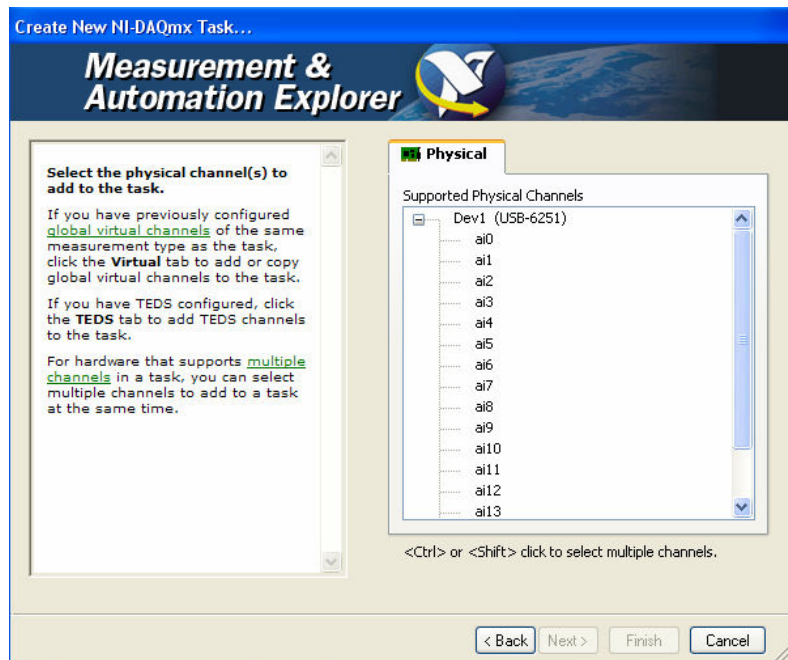 Create New NI-DAQmx Task...
Measurement &
Automation Explorer
Select the physical channel(s) to
add to the task.
If you have previously configured
global virtual channels of the same
measurement type as the task,
click the Virtual tab to add or copy
global virtual channels to the task.
If you have TEDS configured, click
the TEDS tab to add TEDS channels
to the task.
For hardware that supports multiple
channels in a task, you can select
multiple channels to add to a task
at the same time.
Physical
Supported Physical Channels
Dev1 (USB-6251)
ai0
ai1
ai2
ai3
ai4
ai5
ai6
ai7
ai8
ai9
ai10
ai11
ai12
ai13
<Ctrl> or <Shift> click to select multiple channels.
< Back Next > Finish Cancel